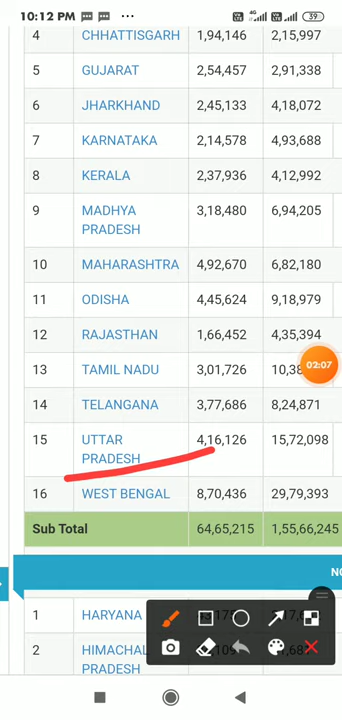 10:12 PM ... 4G 39
4 CHHATTISGARH 1,94,146 2,15,997
5 GUJARAT 2,54,457 2,91,338
6 JHARKHAND 2,45,133 4,18,072
7 KARNATAKA 2,14,578 4,93,688
8 KERALA 2,37,936 4,12,992
9 MADHYA 3,18,480 6,94,205
PRADESH
10 MAHARASHTRA 4,92,670 6,82,180
11 ODISHA 4,45,624 9,18,979
12 RAJASTHAN 1,66,452 4,35,394
02:07
13 TAMIL NADU 3,01,726 10,38
14 TELANGANA 3,77,686 8,24,871
15 UTTAR 4,16,126 15,72,098
PRADESH
16 WEST BENGAL 8,70,436 29,79,393
Sub Total 64,65,215 1,55,66,245
NO
1 HARYANA
2 HIMACHAL
PRADESH